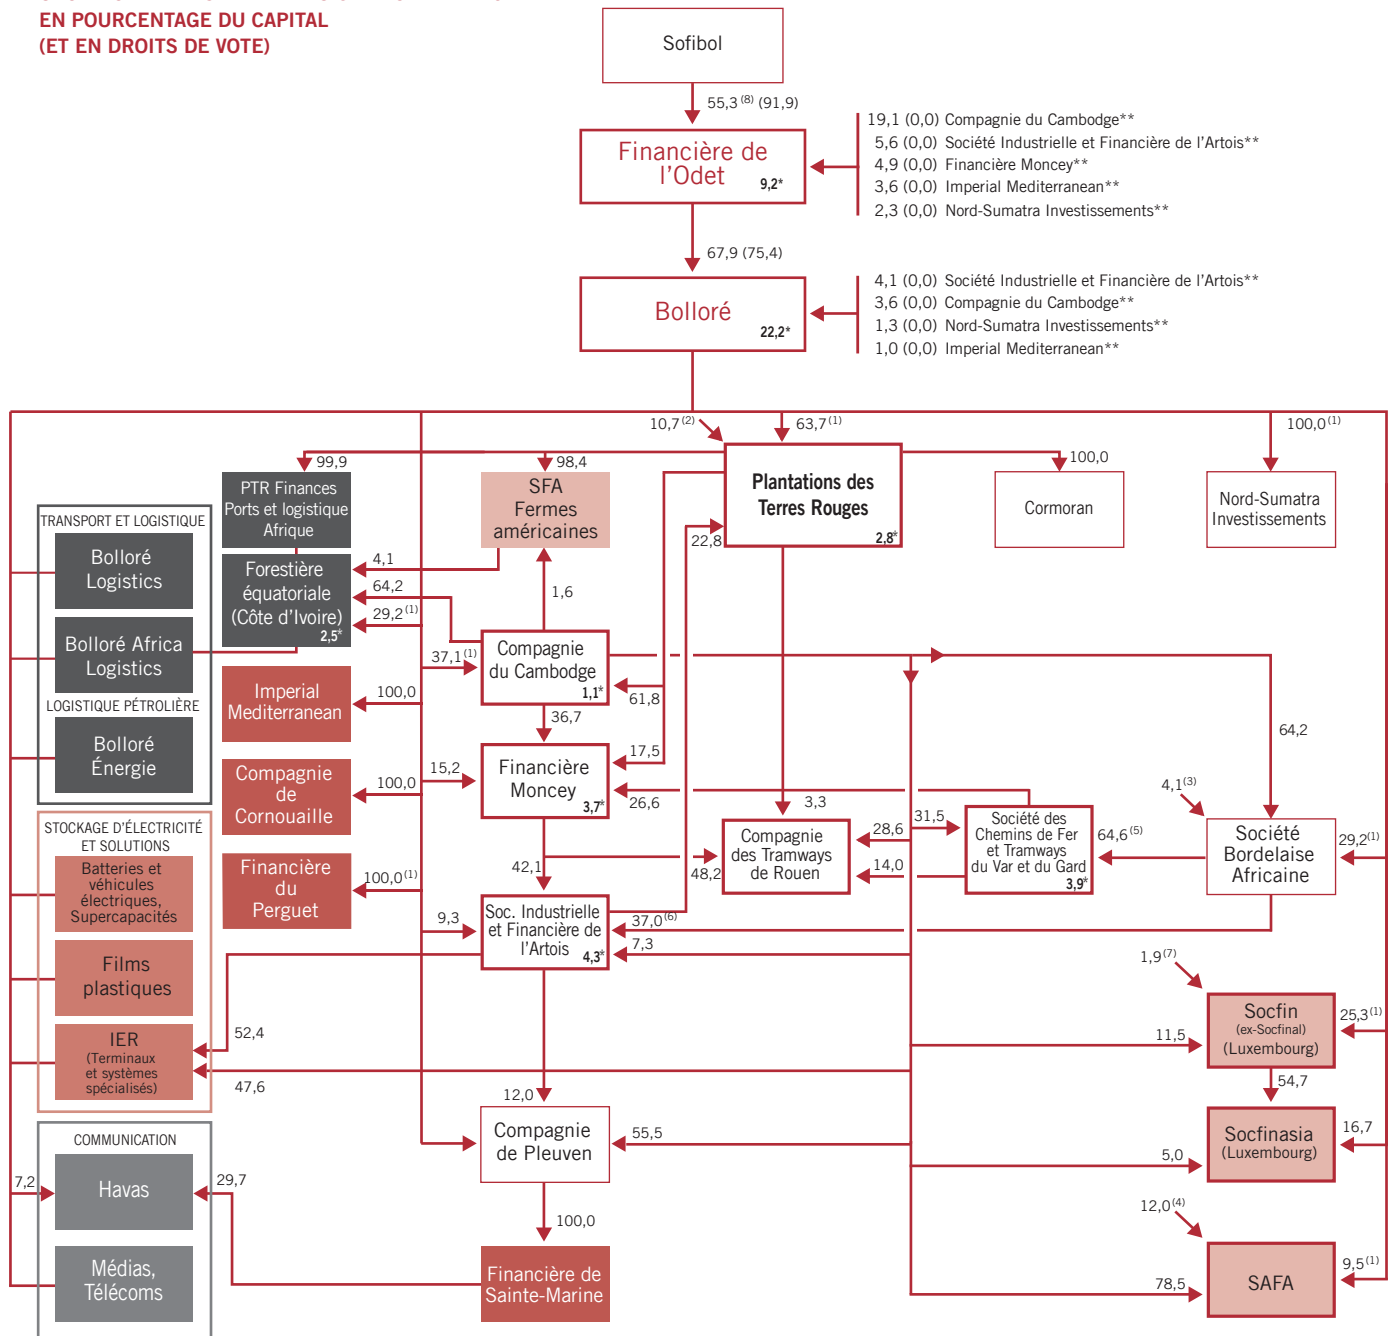 EN POURCENTAGE DU CAPITAL
(ET EN DROITS DE VOTE)
Sofibol
55,3 (8) (91,9)
Financière de
l'Odet
9,2*
19,1 (0,0) Compagnie du Cambodge**
5,6 (0,0) Société Industrielle et Financière de l'Artois**
4,9 (0,0) Financière Moncey**
3,6 (0,0) Imperial Mediterranean**
2,3 (0,0) Nord-Sumatra Investissements**
67,9 (75,4)
Bolloré
22,2*
4,1 (0,0) Société Industrielle et Financière de l'Artois**
3,6 (0,0) Compagnie du Cambodge**
1,3 (0,0) Nord-Sumatra Investissements**
1,0 (0,0) Imperial Mediterranean**
10,7(2)
63,7(1)
100,0(1)
99,9
98,4
100,0
PTR Finances
Ports et logistique
Afrique
SFA
Fermes
américaines
Plantations des
Terres Rouges
2,8*
Cormoran
Nord-Sumatra
Investissements
TRANSPORT ET LOGISTIQUE
Bolloré
Logistics
Bolloré Africa
Logistics
LOGISTIQUE PÉTROLIÈRE
Bolloré
Énergie
Forestière
équatoriale
(Côte d'Ivoire)
2,5*
4,1
64,2
29,2(1)
1,6
22,8
Compagnie
du Cambodge
1,1*
37,1(1)
61,8
Imperial
Mediterranean
100,0
36,7
64,2
Compagnie
de
Cornouaille
100,0
15,2
Financière
Moncey
3,7*
17,5
26,6
3,3
4,1(3)
STOCKAGE D'ÉLECTRICITÉ
ET SOLUTIONS
Batteries et
véhicules
électriques,
Supercapacités
Films
plastiques
IER
(Terminaux
et systèmes
spécialisés)
Financière
du
Perguet
100,0(1)
42,1
48,2
Compagnie
des Tramways
de Rouen
28,6
14,0
31,5
Société des
Chemins de Fer
et Tramways
du Var et du Gard
3,9*
64,6(5)
Société
Bordelaise
Africaine
29,2(1)
9,3
Soc. Industrielle
et Financière de
l'Artois
4,3*
37,0(6)
7,3
52,4
47,6
1,9(7)
Socfin
(ex-Socfinal)
(Luxembourg)
25,3(1)
11,5
54,7
12,0
Compagnie
de Pleuven
55,5
Socfinasia
(Luxembourg)
16,7
5,0
COMMUNICATION
7,2
Havas
29,7
Médias,
Télécoms
100,0
Financière de
Sainte-Marine
12,0(4)
SAFA
9,5(1)
78,5